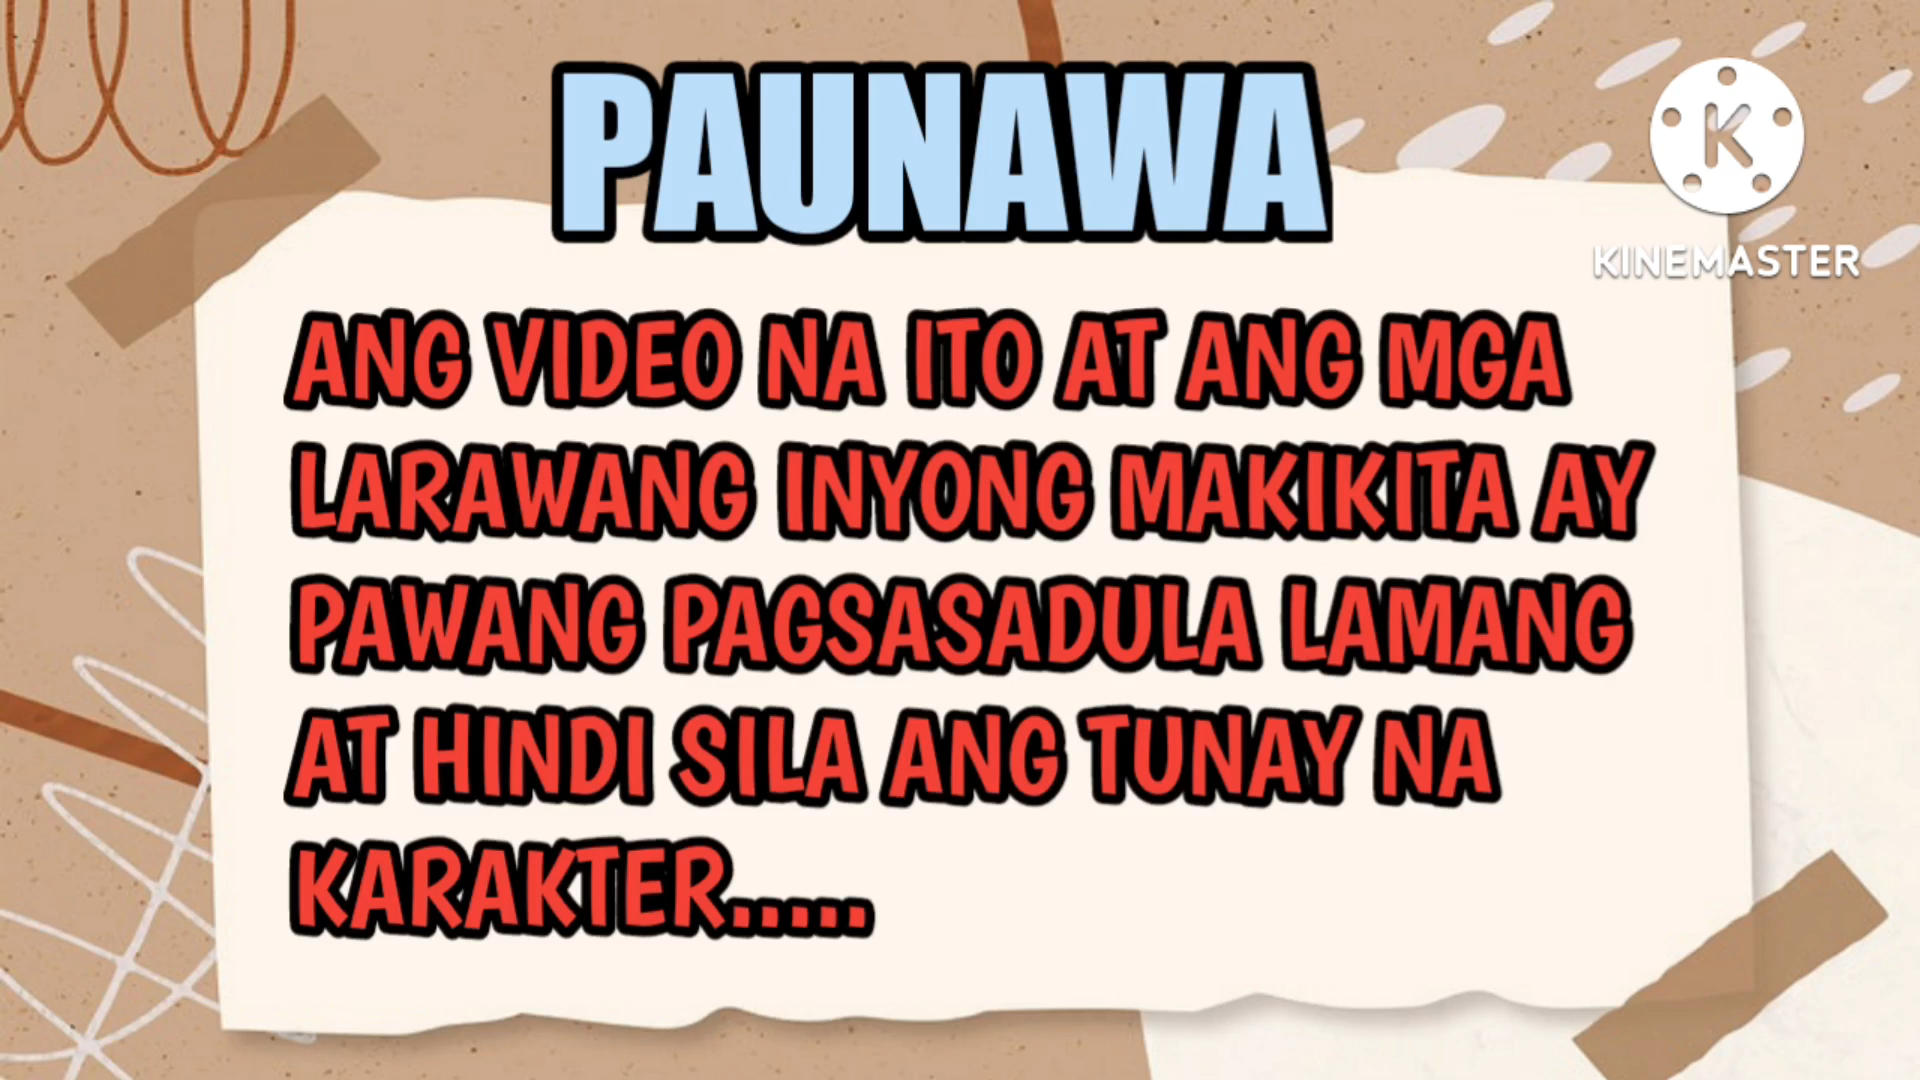 PAUNAWA
KINEMASTER
ANG VIDEO NA ITO AT ANG MGA
LARAWANG INYONG MAKIKITA AY
PAWANG PAGSASADULA LAMANG
AT HINDI SILA ANG TUNAY NA
KARAKTER.....